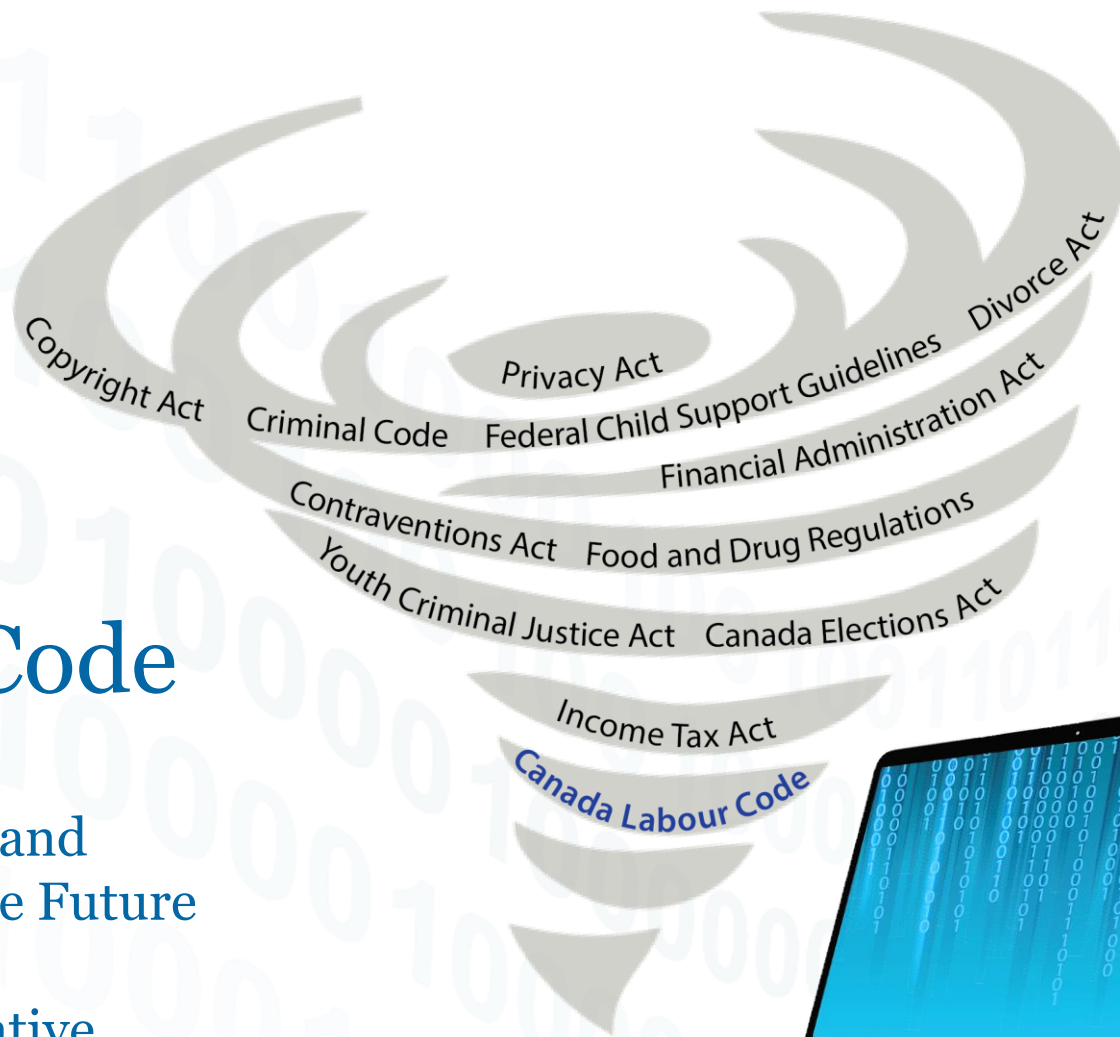 Privacy Act
Copyright Act Criminal Code Federal Child Support Guidelines Divorce Act
Financial Administration Act
Contraventions Act Food and Drug Regulations
Youth Criminal Justice Act Canada Elections Act
Income Tax Act
Canada Labour Code
Code
and
e Future